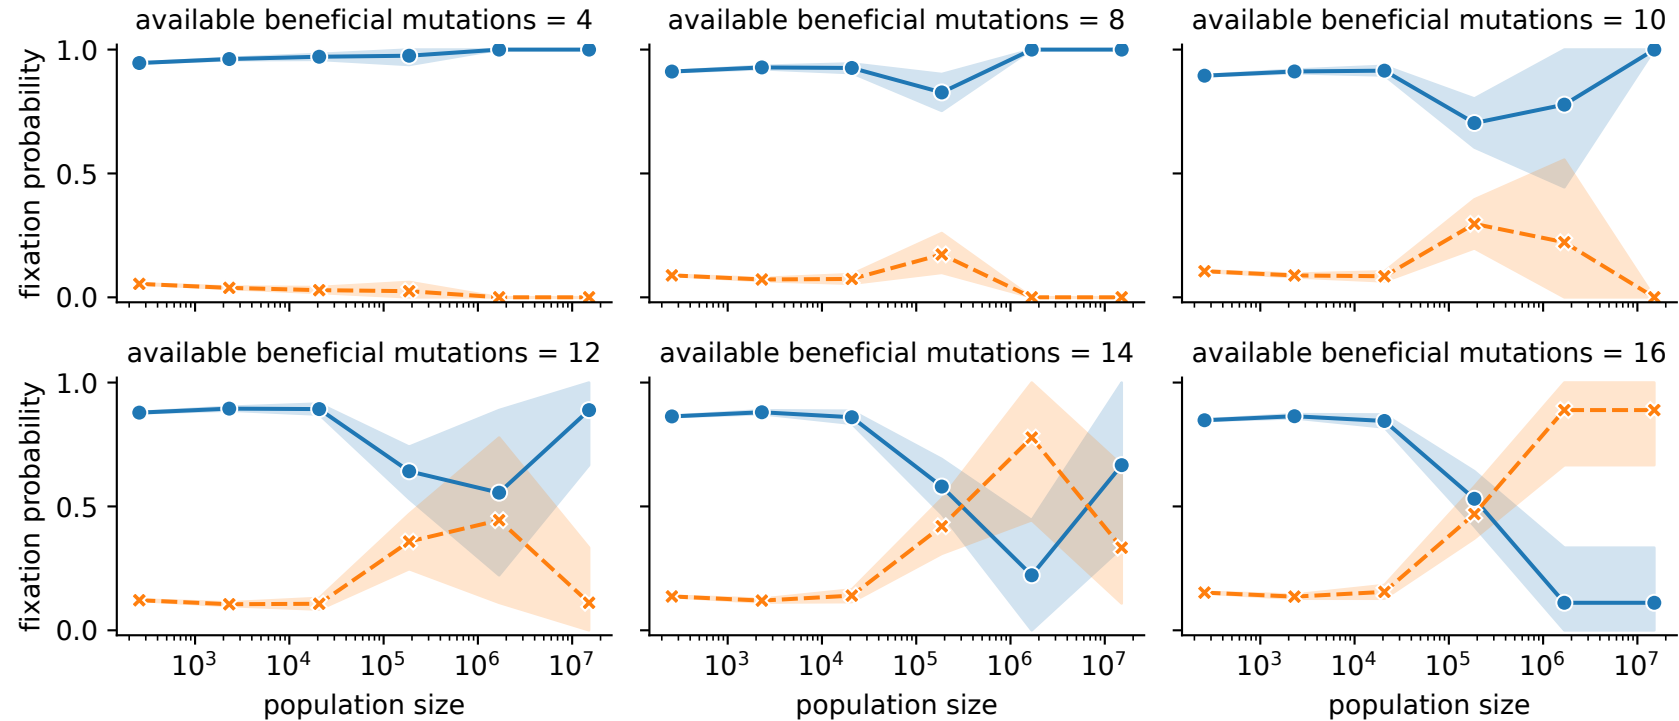 available beneficial mutations = 4
available beneficial mutations = 8
available beneficial mutations = 10
fixation probability
1.0
0.5
0.0
available beneficial mutations = 12
available beneficial mutations = 14
available beneficial mutations = 16
fixation probability
1.0
0.5
0.0
10³ 10⁴ 10⁵ 10⁶ 10⁷
10³ 10⁴ 10⁵ 10⁶ 10⁷
10³ 10⁴ 10⁵ 10⁶ 10⁷
population size
population size
population size